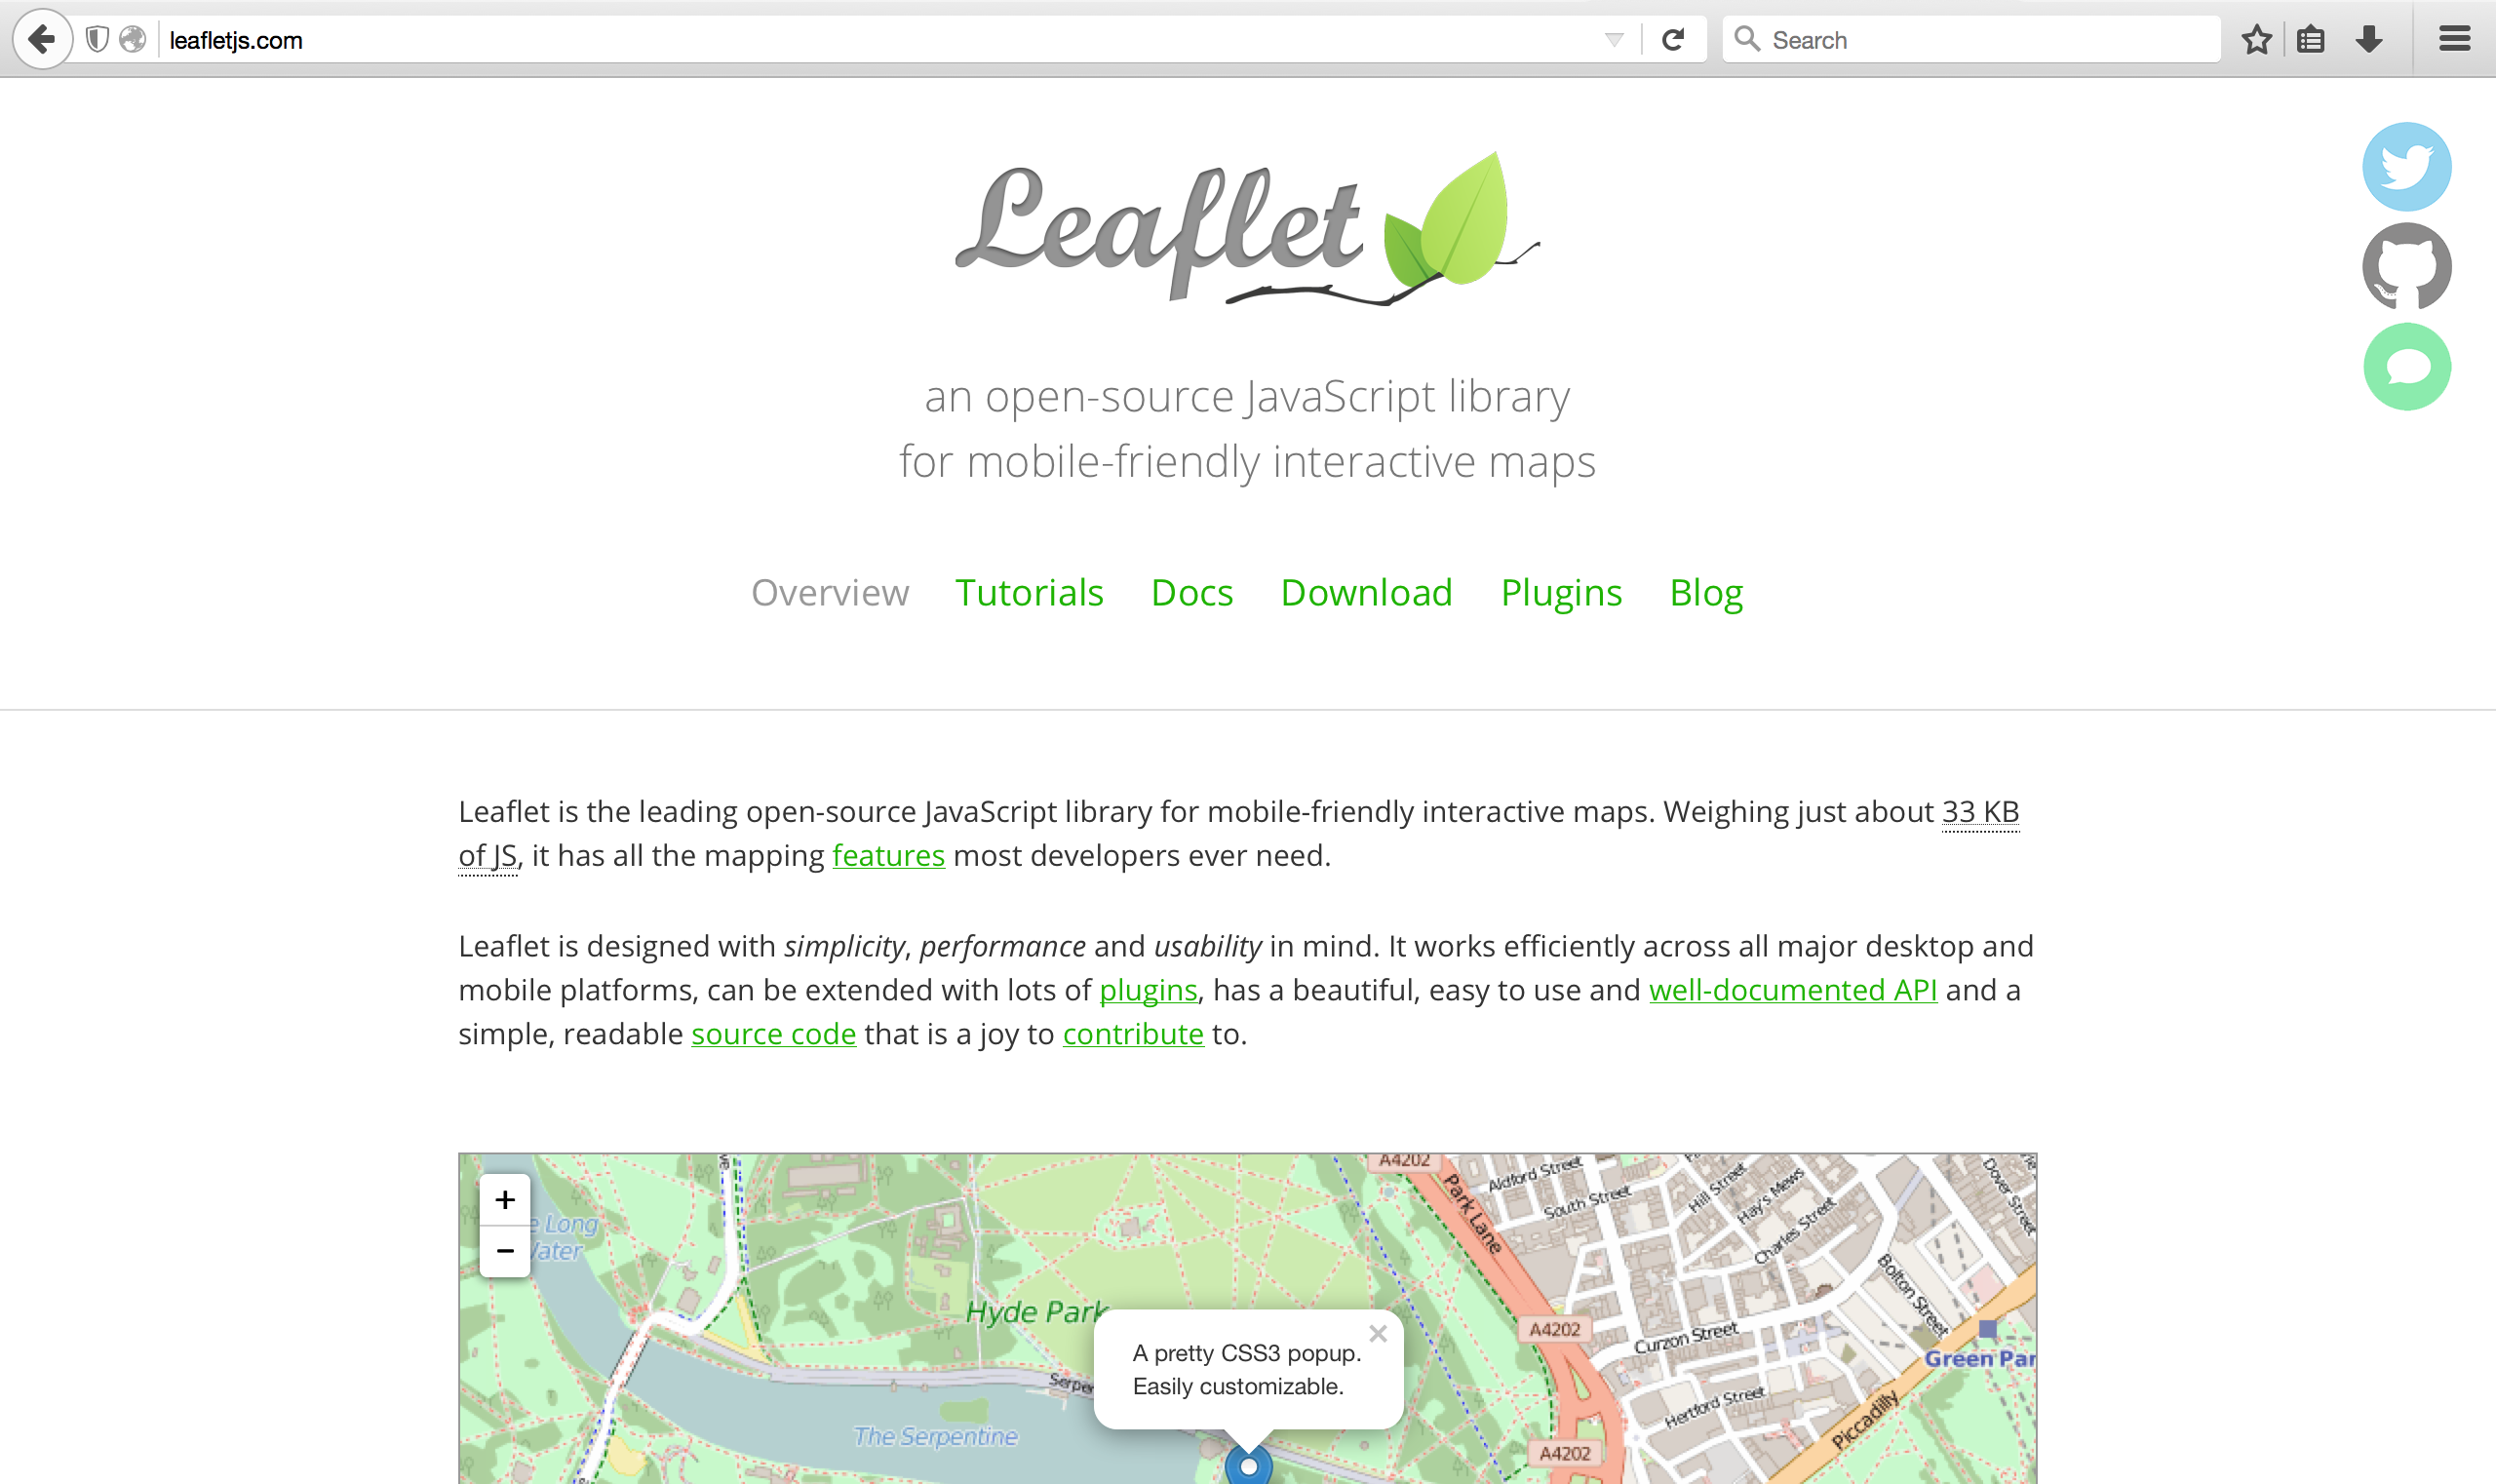 leafletjs.com
Search
Leaflet
an open-source JavaScript library
for mobile-friendly interactive maps
Overview Tutorials Docs Download Plugins Blog
Leaflet is the leading open-source JavaScript library for mobile-friendly interactive maps. Weighing just about 33 KB
of JS, it has all the mapping features most developers ever need.
Leaflet is designed with simplicity, performance and usability in mind. It works efficiently across all major desktop and
mobile platforms, can be extended with lots of plugins, has a beautiful, easy to use and well-documented API and a
simple, readable source code that is a joy to contribute to.
+
−
e Long
Water
Hyde Park
A4202
Park Lane
Aldford Street
South Street
Hill Street
Hay's Mews
Charles Street
Dover Street
Bolton Street
A4202
Curzon Street
Green Par
Hertford Street
Piccadilly
A4202
Serpen
The Serpentine
A pretty CSS3 popup.
Easily customizable.
×